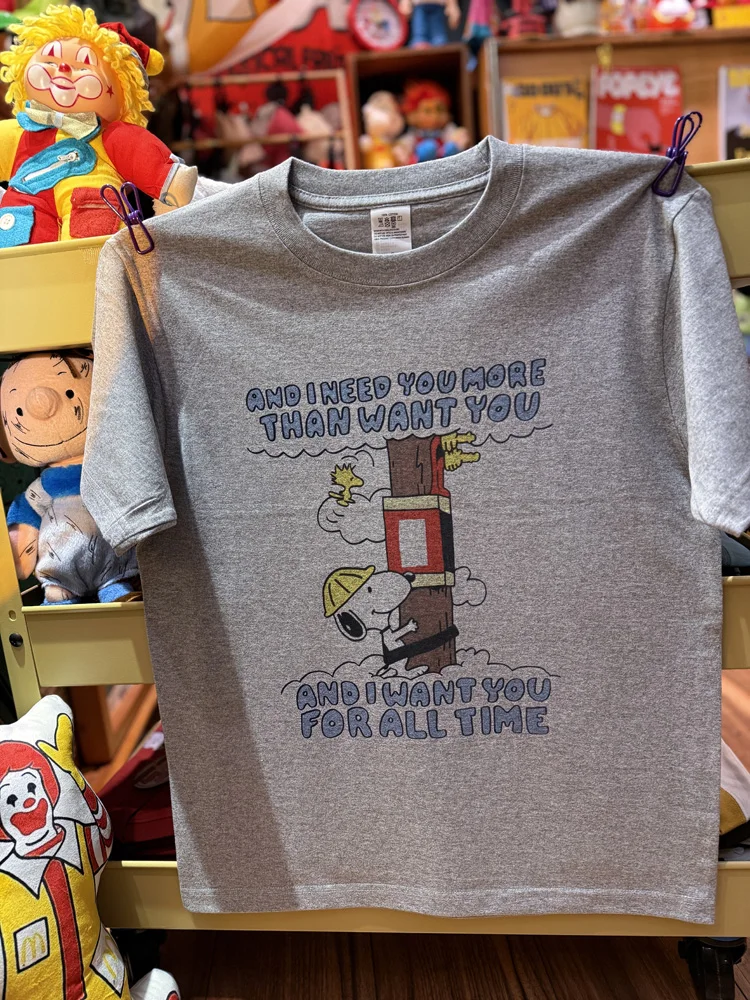 POPEYE
AND I NEED YOU MORE
THAN WANT YOU
AND I WANT YOU
FOR ALL TIME